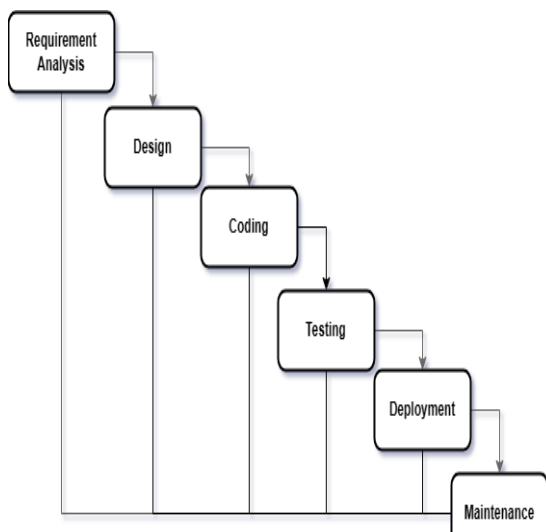 Requirement
Analysis
Design
Coding
Testing
Deployment
Maintenance